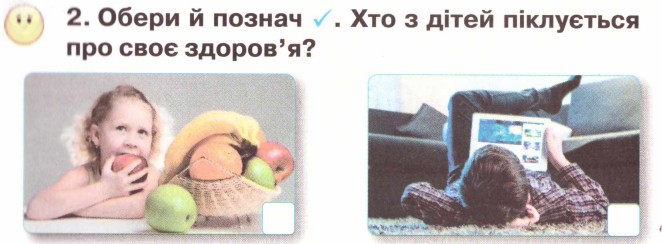 2. Обери й познач ✓. Хто з дітей піклується
про своє здоров’я?